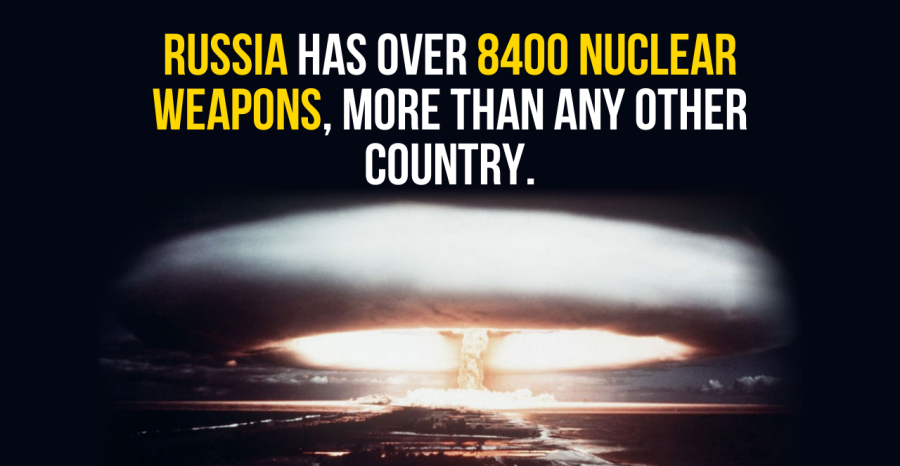 RUSSIA HAS OVER 8400 NUCLEAR
WEAPONS, MORE THAN ANY OTHER
COUNTRY.